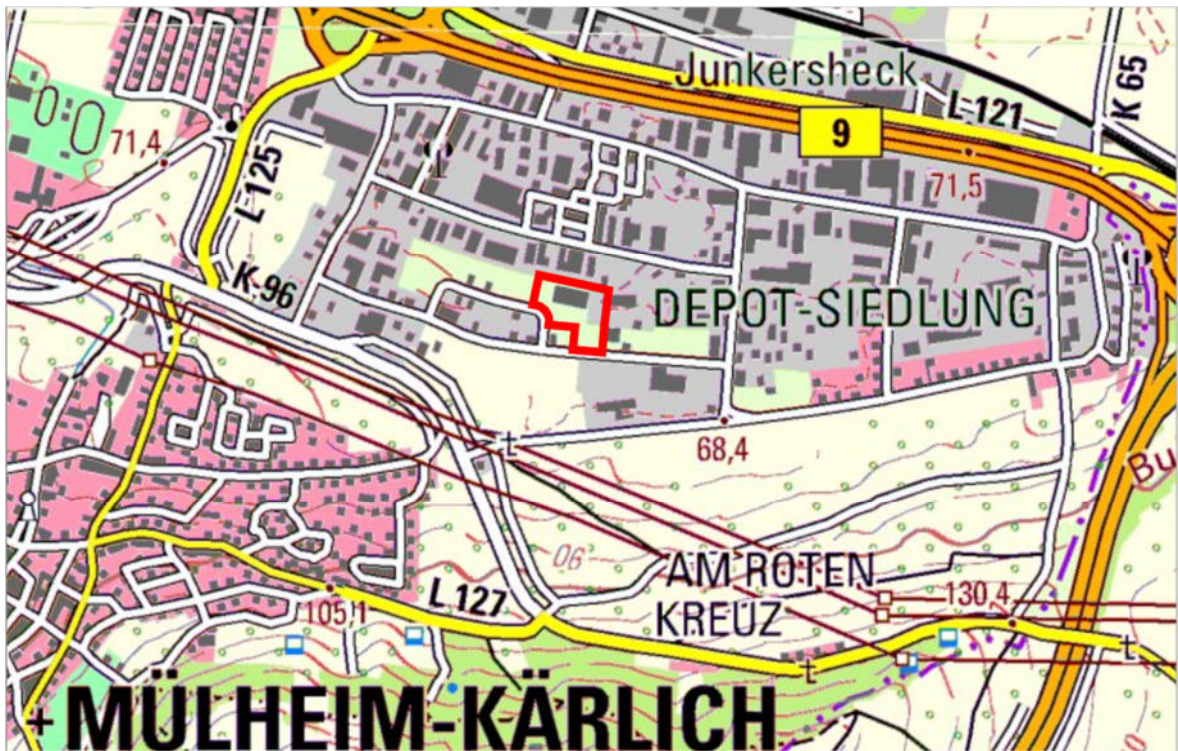 Junkersheck
K 65
L 121
9
71,4
L 125
71,5
K 96
DEPOT-SIEDLUNG
68,4
Bu
90
AM ROTEN
KREUZ
130,4
105,1
L 127
MÜLHEIM-KÄRLICH